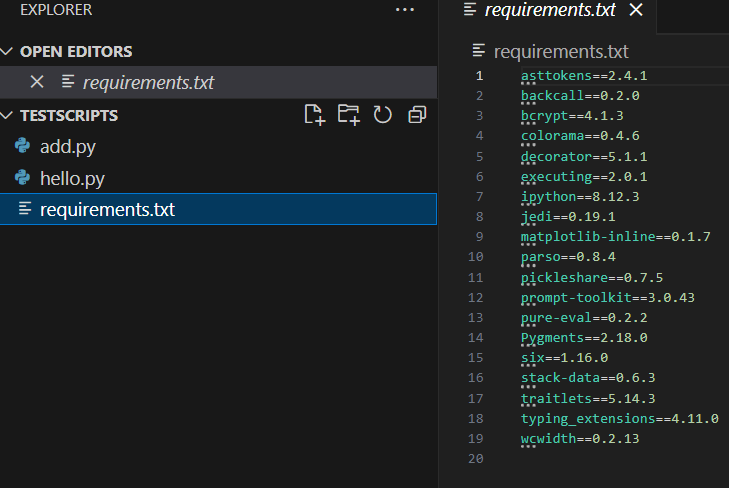 EXPLORER
OPEN EDITORS
requirements.txt
TESTSCRIPTS
add.py
hello.py
requirements.txt
requirements.txt
requirements.txt
1 asttokens==2.4.1
2 backcall==0.2.0
3 bcrypt==4.1.3
4 colorama==0.4.6
5 decorator==5.1.1
6 executing==2.0.1
7 ipython==8.12.3
8 jedi==0.19.1
9 matplotlib-inline==0.1.7
10 parso==0.8.4
11 pickleshare==0.7.5
12 prompt-toolkit==3.0.43
13 pure-eval==0.2.2
14 Pygments==2.18.0
15 six==1.16.0
16 stack-data==0.6.3
17 traitlets==5.14.3
18 typing_extensions==4.11.0
19 wcwidth==0.2.13
20